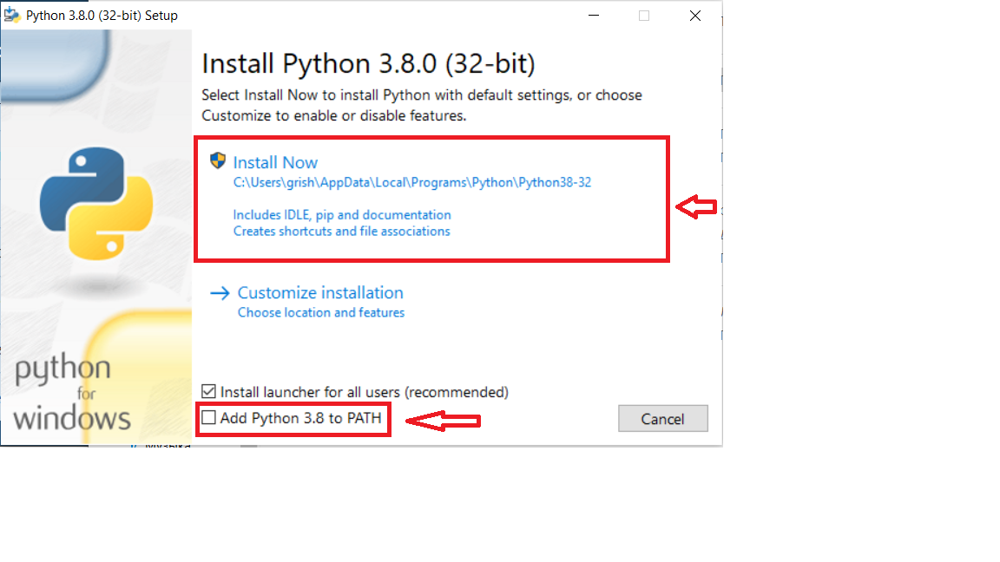 Python 3.8.0 (32-bit) Setup
Install Python 3.8.0 (32-bit)
Select Install Now to install Python with default settings, or choose
Customize to enable or disable features.
Install Now
C:\Users\grish\AppData\Local\Programs\Python\Python38-32
Includes IDLE, pip and documentation
Creates shortcuts and file associations
Customize installation
Choose location and features
python
for
windows
Install launcher for all users (recommended)
Add Python 3.8 to PATH
Cancel